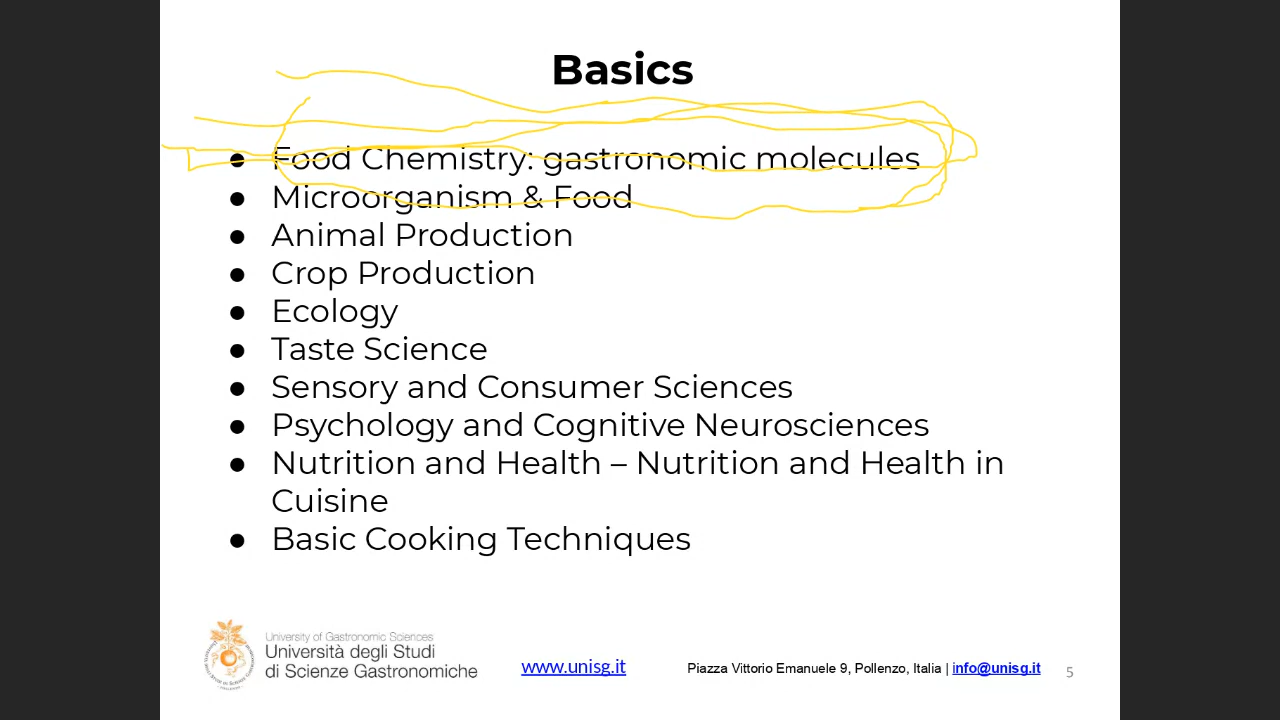 Basics
● Food Chemistry: gastronomic molecules
● Microorganism & Food
● Animal Production
● Crop Production
● Ecology
● Taste Science
● Sensory and Consumer Sciences
● Psychology and Cognitive Neurosciences
● Nutrition and Health – Nutrition and Health in
Cuisine
● Basic Cooking Techniques
University of Gastronomic Sciences
Università degli Studi
di Scienze Gastronomiche
www.unisg.it
Piazza Vittorio Emanuele 9, Pollenzo, Italia | info@unisg.it
5